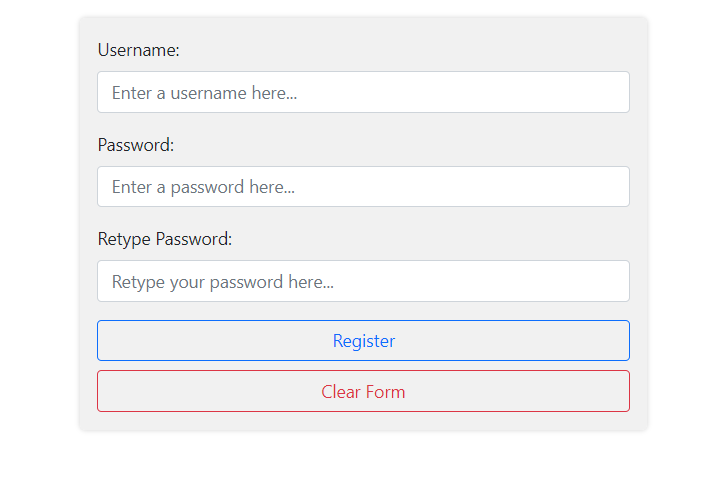 Username:
Enter a username here...
Password:
Enter a password here...
Retype Password:
Retype your password here...
Register
Clear Form